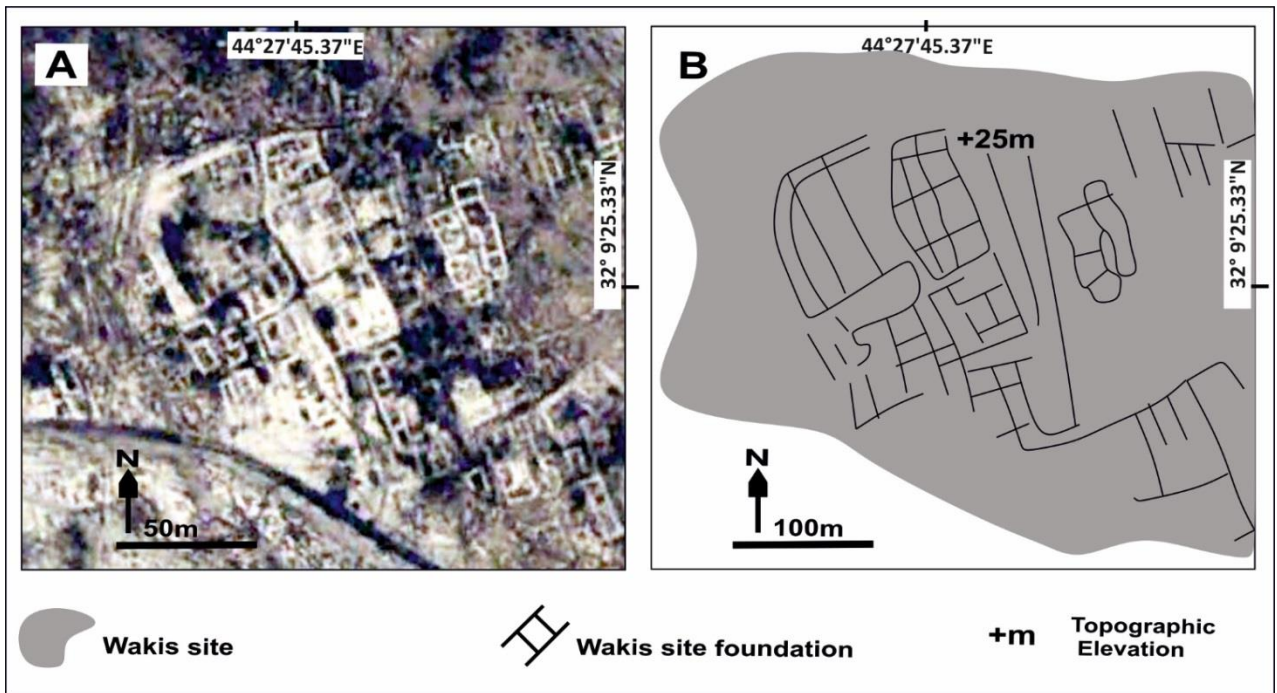 A
44°27'45.37"E
32° 9'25.33"N
N
50m
B
44°27'45.37"E
+25m
32° 9'25.33"N
N
100m
Wakis site
Wakis site foundation
+m
Topographic
Elevation